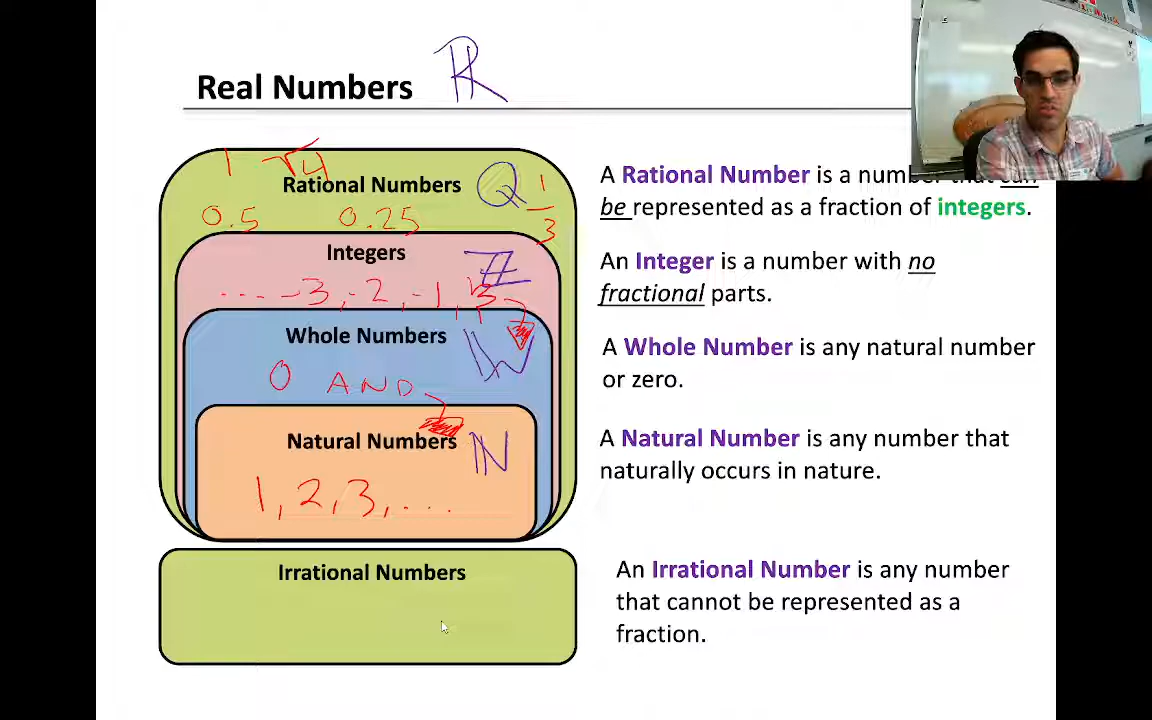 Real Numbers ℝ
1 √4
Rational Numbers Q 1/3
0.5 0.25
Integers ℤ
... -3, -2, -1,
Whole Numbers W
0 AND
Natural Numbers ℕ
1, 2, 3, ...
Irrational Numbers
A Rational Number is a number that can
be represented as a fraction of integers.
An Integer is a number with no
fractional parts.
A Whole Number is any natural number
or zero.
A Natural Number is any number that
naturally occurs in nature.
An Irrational Number is any number
that cannot be represented as a
fraction.